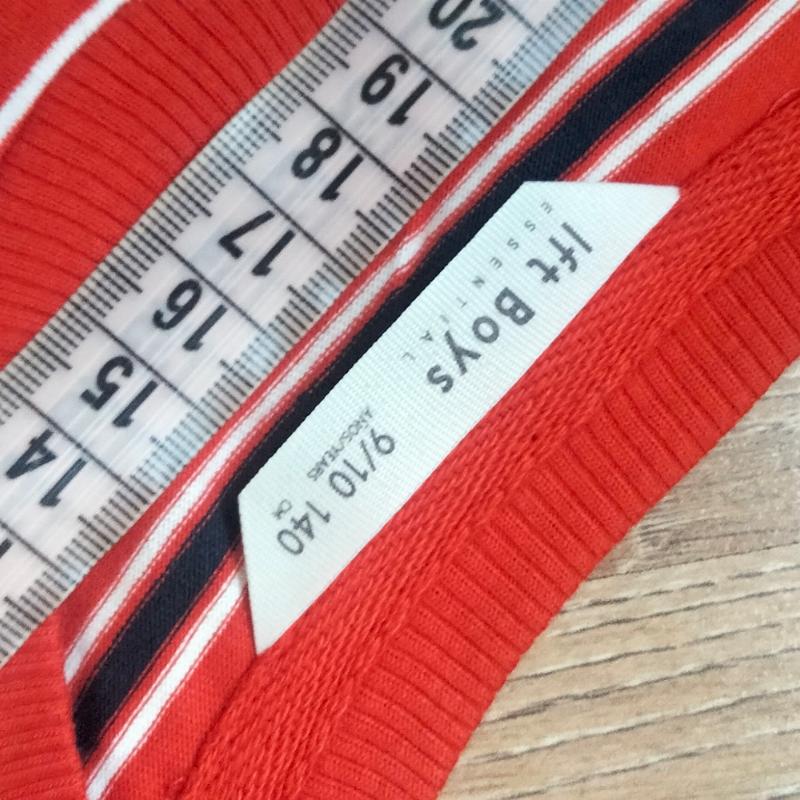 20
19
18
17
16
15
14
lft Boys
ESSENTIAL
9/10 140
AÑOS/YEARS CM